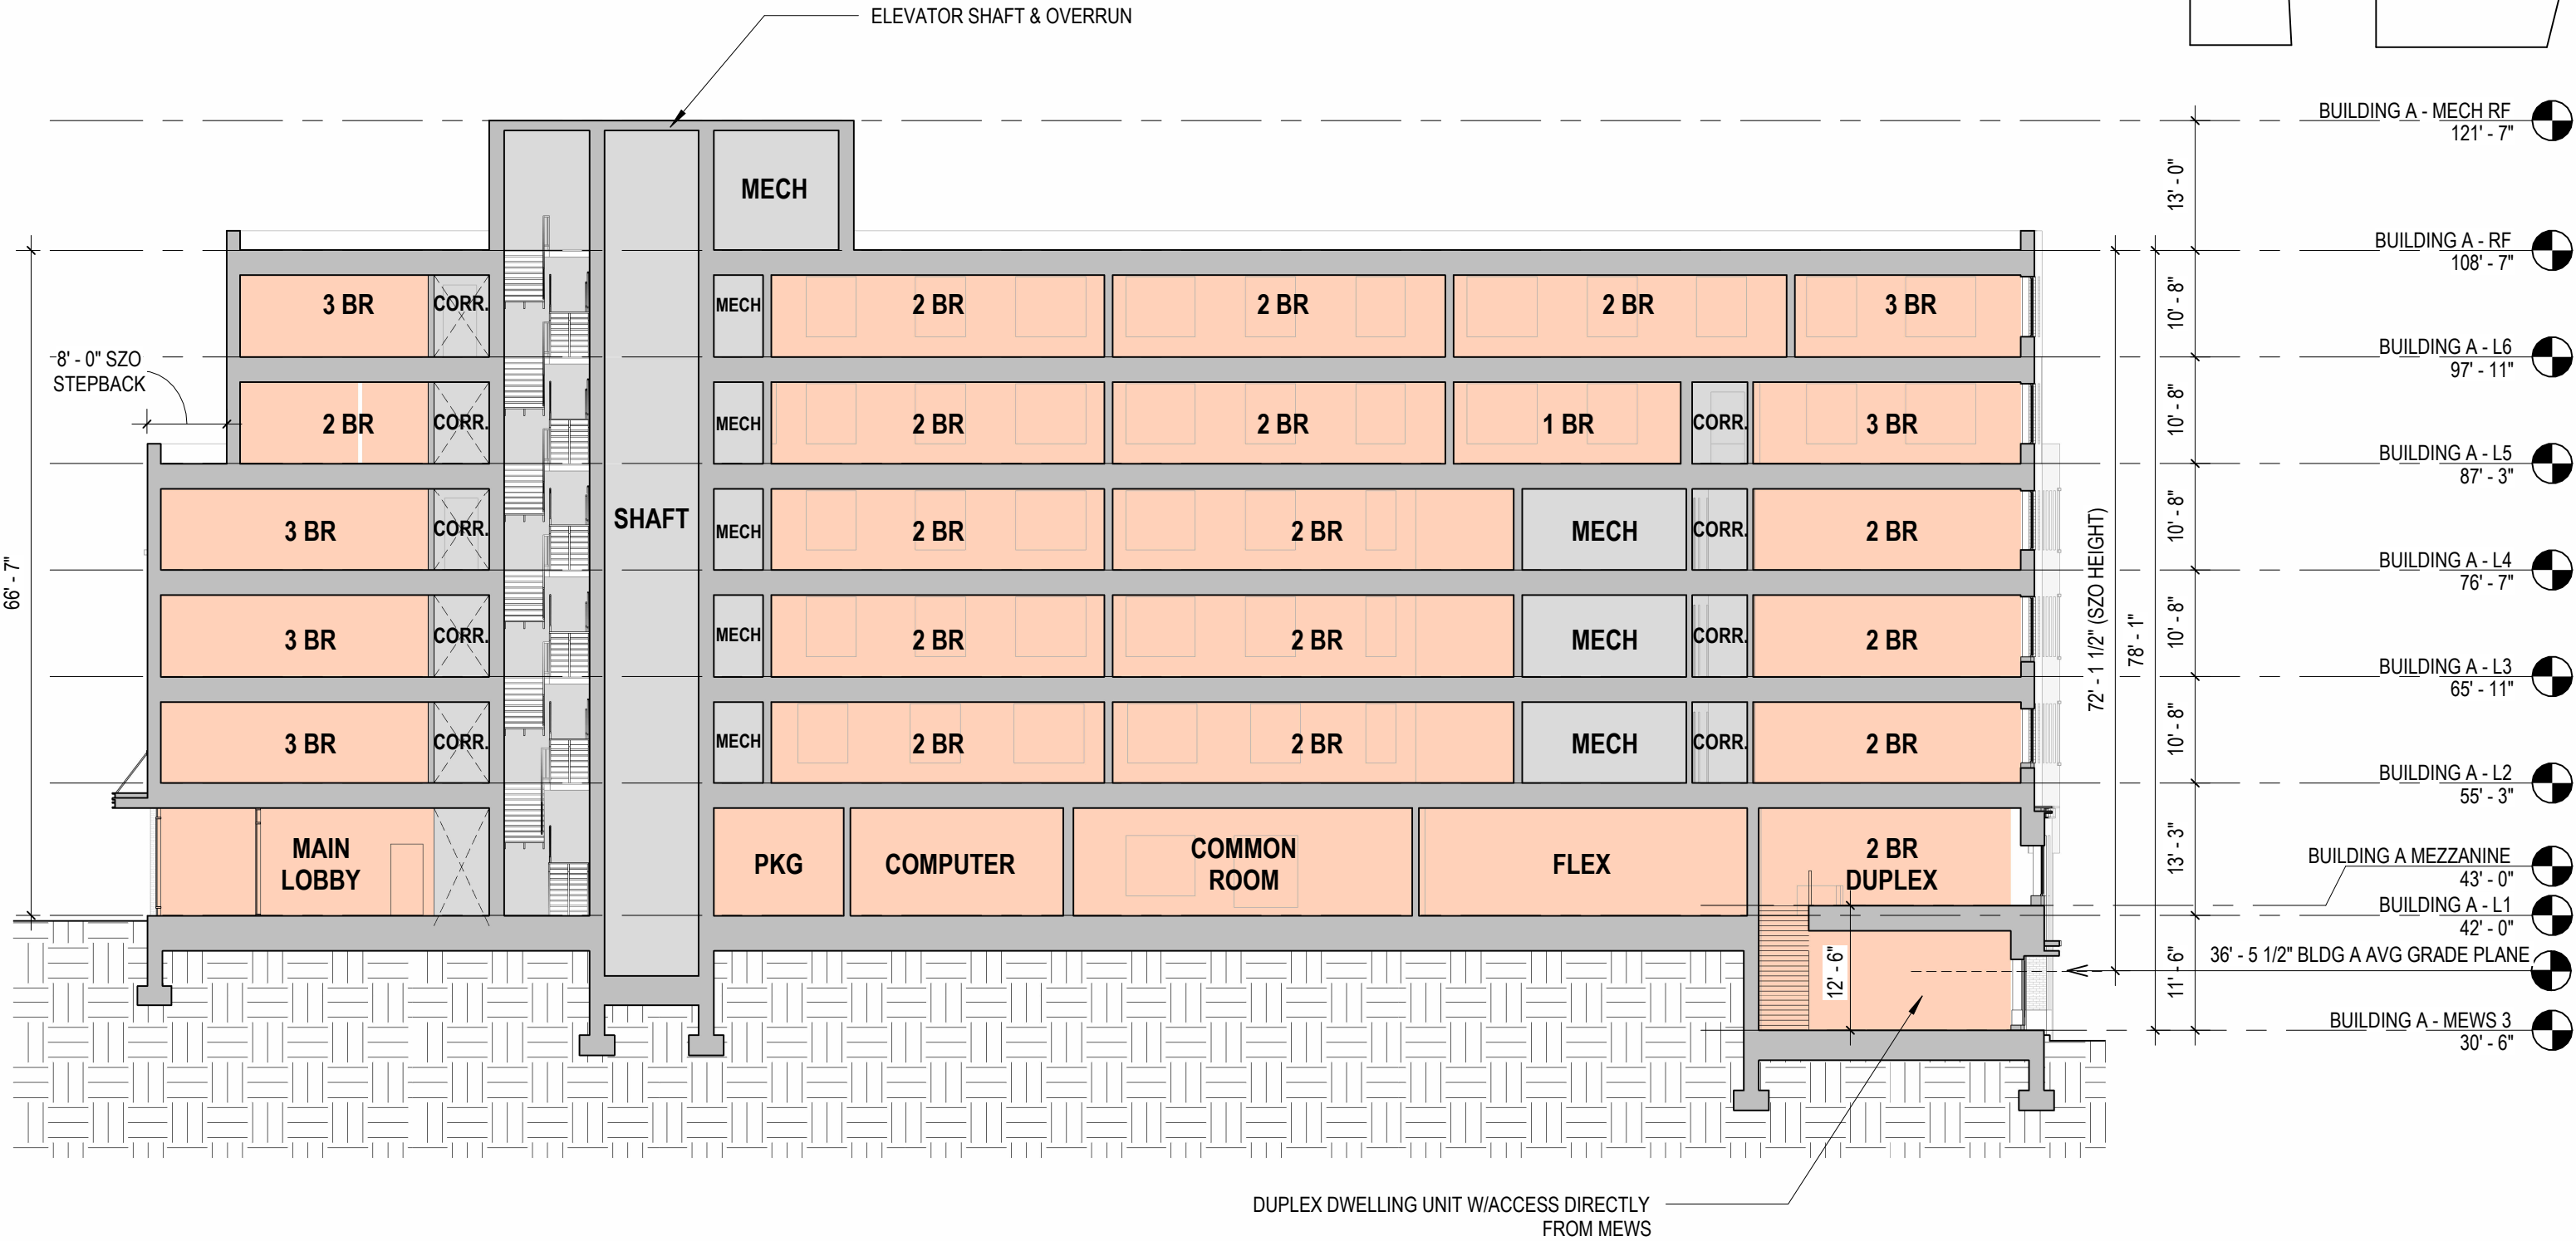 ELEVATOR SHAFT & OVERRUN
BUILDING A - MECH RF
121' - 7"
13' - 0"
MECH
BUILDING A - RF
108' - 7"
3 BR
CORR.
MECH
2 BR
2 BR
2 BR
3 BR
10' - 8"
BUILDING A - L6
97' - 11"
8' - 0" SZO
STEPBACK
2 BR
CORR.
MECH
2 BR
2 BR
1 BR
CORR.
3 BR
10' - 8"
BUILDING A - L5
87' - 3"
3 BR
CORR.
SHAFT
MECH
2 BR
2 BR
MECH
CORR.
2 BR
10' - 8"
BUILDING A - L4
76' - 7"
66' - 7"
72' - 1 1/2" (SZO HEIGHT)
78' - 1"
3 BR
CORR.
MECH
2 BR
2 BR
MECH
CORR.
2 BR
10' - 8"
BUILDING A - L3
65' - 11"
3 BR
CORR.
MECH
2 BR
2 BR
MECH
CORR.
2 BR
10' - 8"
BUILDING A - L2
55' - 3"
MAIN
LOBBY
PKG
COMPUTER
COMMON
ROOM
FLEX
2 BR
DUPLEX
13' - 3"
BUILDING A MEZZANINE
43' - 0"
BUILDING A - L1
42' - 0"
36' - 5 1/2" BLDG A AVG GRADE PLANE
12' - 6"
11' - 6"
BUILDING A - MEWS 3
30' - 6"
DUPLEX DWELLING UNIT W/ACCESS DIRECTLY
FROM MEWS